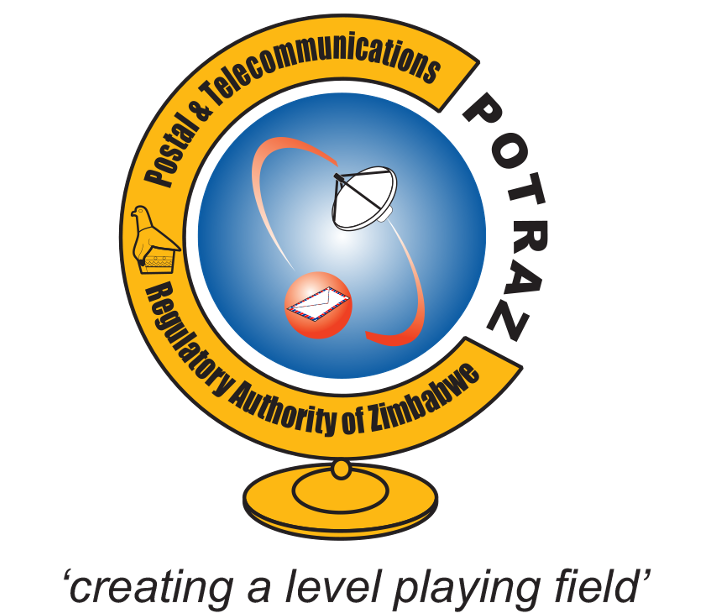 Postal & Telecommunications
Regulatory Authority of Zimbabwe
POTRAZ
‘creating a level playing field’